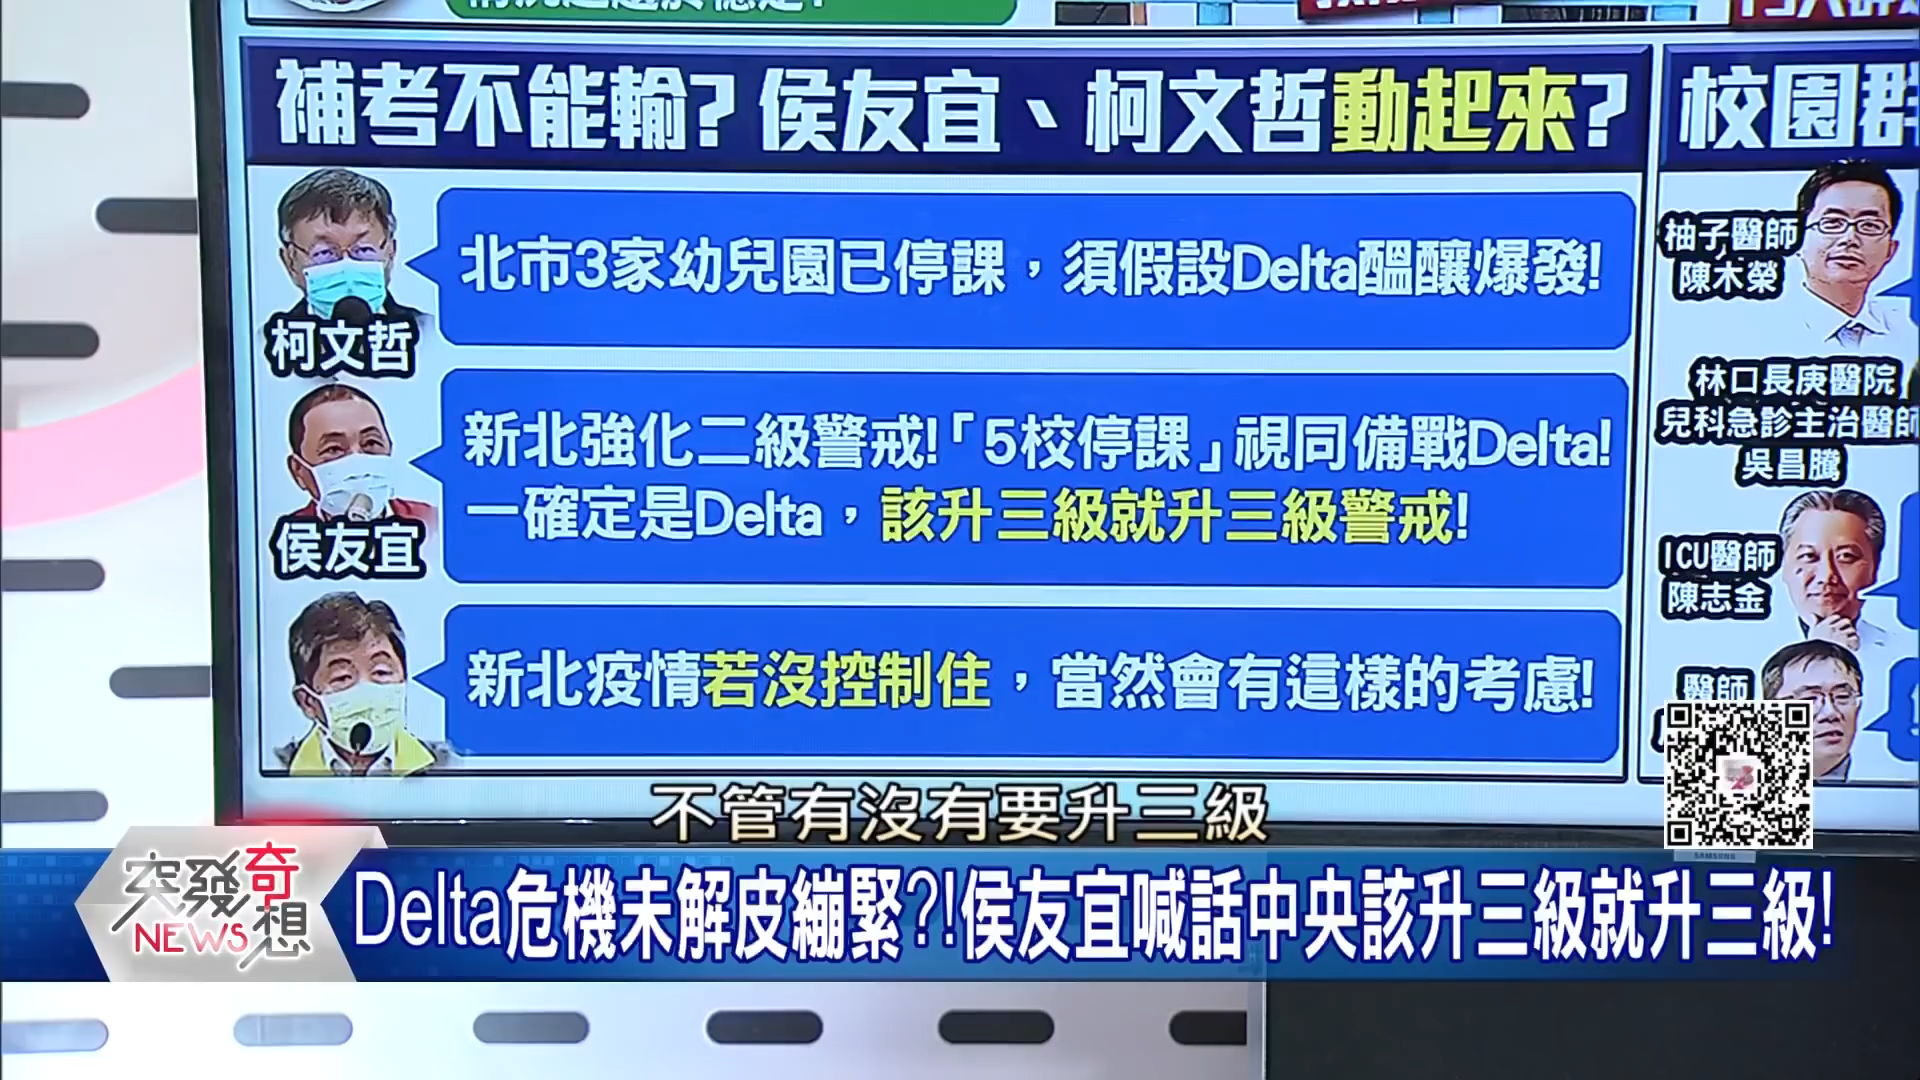 補考不能輸?侯友宜、柯文哲動起來?
北市3家幼兒園已停課，須假設Delta醞釀爆發!
柯文哲
新北強化二級警戒!「5校停課」視同備戰Delta!
一確定是Delta，該升三級就升三級警戒!
侯友宜
新北疫情若沒控制住，當然會有這樣的考慮!
校園群
柚子醫師
陳木榮
林口長庚醫院
兒科急診主治醫師
吳昌騰
ICU醫師
陳志金
醫師
SAMSUNG
不管有沒有要升三級
突發奇想
NEWS
Delta危機未解皮繃緊?!侯友宜喊話中央該升三級就升三級!